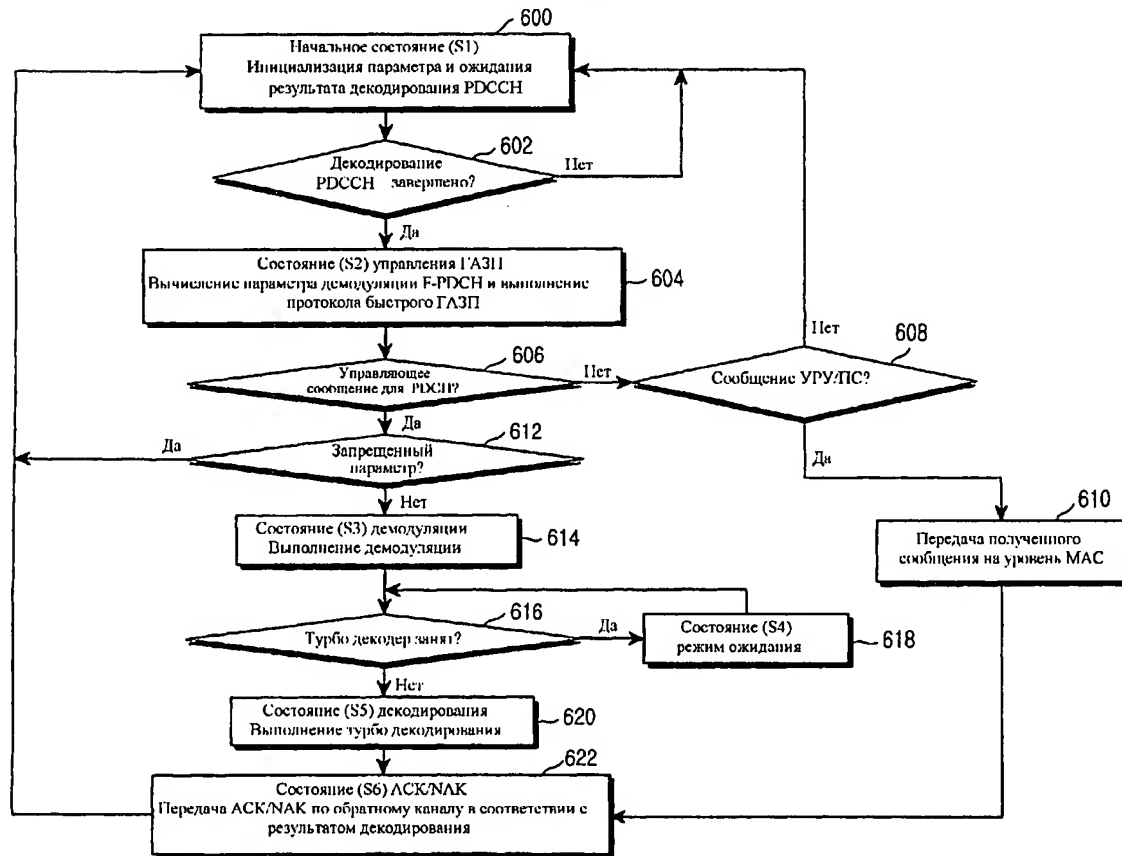 600
Начальное состояние (S1)
Инициализация параметра и ожидания
результата декодирования PDCCH
602
Декодирование
PDCCH завершено?
Нет
Да
Состояние (S2) управления ГАЗП
Вычисление параметра демодуляции F-PDCH и выполнение
протокола быстрого ГАЗП
604
606
Управляющее
сообщение для PDCH?
Нет
Да
Нет
608
Сообщение УРУ/ПС?
Да
612
Запрещенный
параметр?
Да
Нет
Состояние (S3) демодуляции
Выполнение демодуляции
614
610
Передача полученного
сообщения на уровень MAC
616
Турбо декодер занят?
Да
Состояние (S4)
режим ожидания
618
Нет
Состояние (S5) декодирования
Выполнение турбо декодирования
620
622
Состояние (S6) ACK/NAK
Передача ACK/NAK по обратному каналу в соответствии с
результатом декодирования